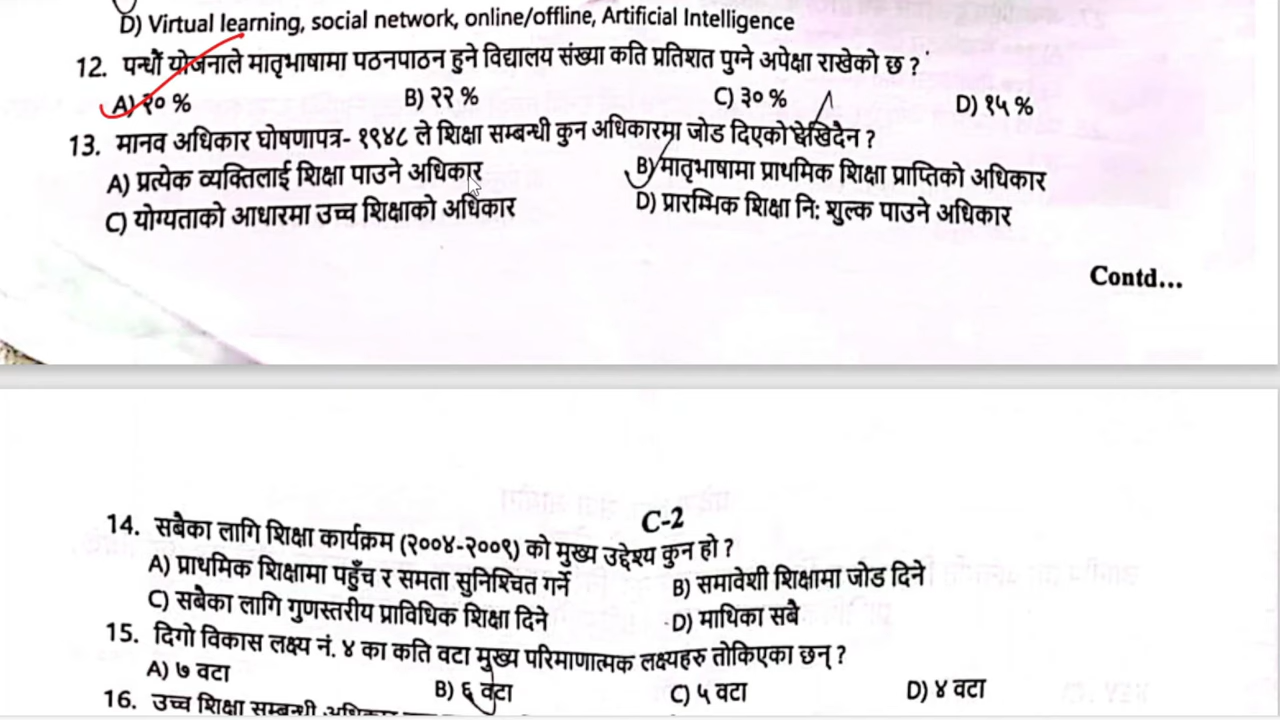 D) Virtual learning, social network, online/offline, Artificial Intelligence
12. पन्ध्रौं योजनाले मातृभाषामा पठनपाठन हुने विद्यालय संख्या कति प्रतिशत पुग्ने अपेक्षा राखेको छ ?
A) २० % B) २२ % C) ३० % D) १५ %
13. मानव अधिकार घोषणापत्र- १९४८ ले शिक्षा सम्बन्धी कुन अधिकारमा जोड दिएको देखिदैन ?
A) प्रत्येक व्यक्तिलाई शिक्षा पाउने अधिकार B) मातृभाषामा प्राथमिक शिक्षा प्राप्तिको अधिकार
C) योग्यताको आधारमा उच्च शिक्षाको अधिकार D) प्रारम्भिक शिक्षा नि: शुल्क पाउने अधिकार
Contd...
C-2
14. सबैका लागि शिक्षा कार्यक्रम (२००४-२००९) को मुख्य उद्देश्य कुन हो ?
A) प्राथमिक शिक्षामा पहुँच र समता सुनिश्चित गर्ने B) समावेशी शिक्षामा जोड दिने
C) सबैका लागि गुणस्तरीय प्राविधिक शिक्षा दिने D) माथिका सबै
15. दिगो विकास लक्ष्य नं. ४ का कति वटा मुख्य परिमाणात्मक लक्ष्यहरु तोकिएका छन् ?
A) ७ वटा B) ६ वटा C) ५ वटा D) ४ वटा
16. उच्च शिक्षा सम्बन्धी